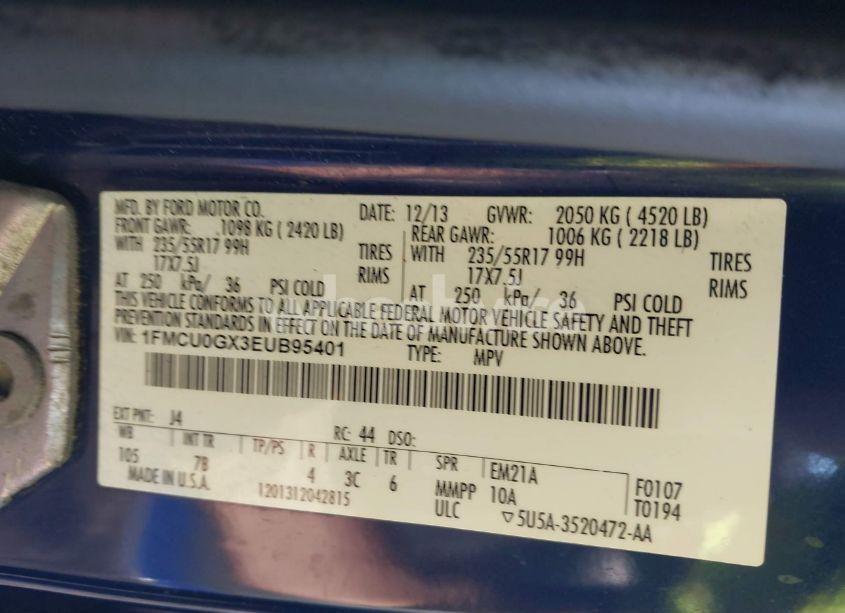 MFD. BY FORD MOTOR CO. DATE: 12/13 GVWR: 2050 KG ( 4520 LB)
FRONT GAWR: 1098 KG ( 2420 LB) REAR GAWR: 1006 KG ( 2218 LB)
WITH 235/55R17 99H TIRES WITH 235/55R17 99H TIRES
17X7.5J RIMS 17X7.5J RIMS
AT 250 kPa/ 36 PSI COLD AT 250 kPa/ 36 PSI COLD
THIS VEHICLE CONFORMS TO ALL APPLICABLE FEDERAL MOTOR VEHICLE SAFETY AND THEFT
PREVENTION STANDARDS IN EFFECT ON THE DATE OF MANUFACTURE SHOWN ABOVE.
VIN: 1FMCU0GX3EUB95401 TYPE: MPV
EXT PNT: J4 RC: 44 DSO:
WB INT TR TP/PS R AXLE TR SPR EM21A F0107
105 7B 4 3C 6 MMPP 10A T0194
MADE IN U.S.A. 1201312042815 ULC ▽5U5A-3520472-AA